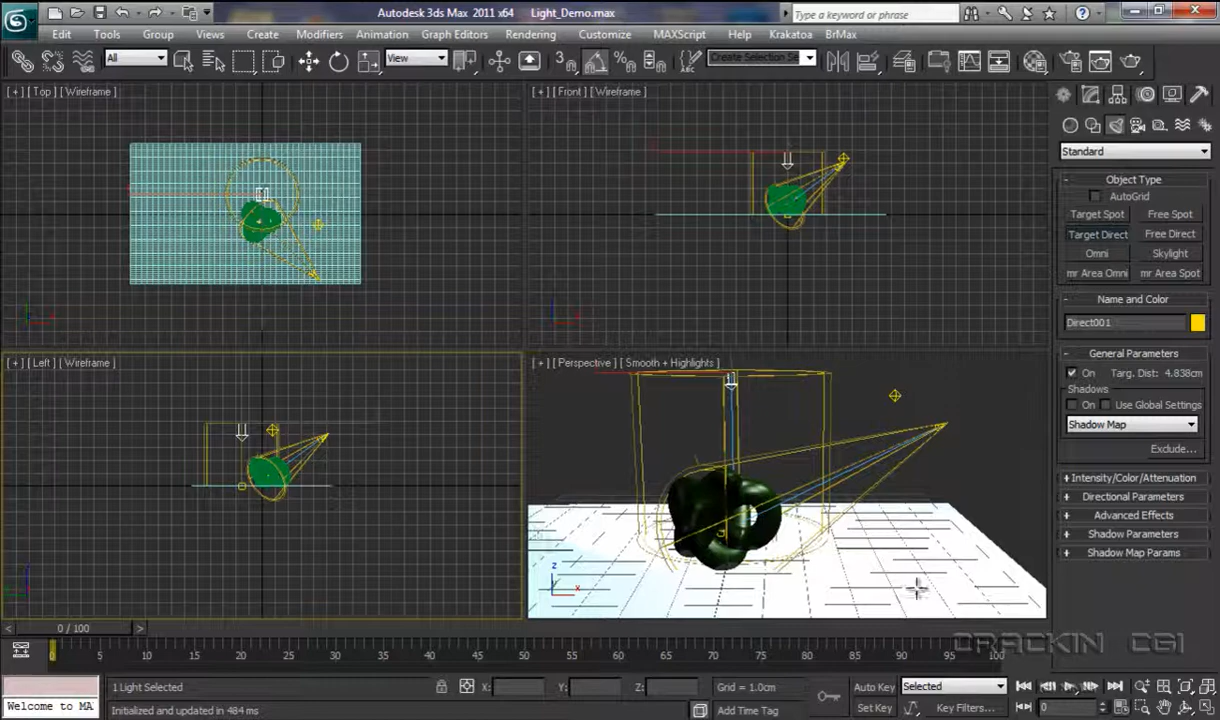 Autodesk 3ds Max 2011 x64 Light_Demo.max
Type a keyword or phrase
Edit Tools Group Views Create Modifiers Animation Graph Editors Rendering Customize MAXScript Help Krakatoa BrMax
All View Create Selection Se
[ + ] [ Top ] [ Wireframe ]
[ + ] [ Front ] [ Wireframe ]
Standard
- Object Type
AutoGrid
Target Spot Free Spot
Target Direct Free Direct
Omni Skylight
mr Area Omni mr Area Spot
- Name and Color
Direct001
- General Parameters
On Targ. Dist: 4.838cm
Shadows
On Use Global Settings
Shadow Map
Exclude...
+ Intensity/Color/Attenuation
+ Directional Parameters
+ Advanced Effects
+ Shadow Parameters
+ Shadow Map Params
[ + ] [ Left ] [ Wireframe ]
[ + ] [ Perspective ] [ Smooth + Highlights ]
z
x
< 0 / 100 >
0 5 10 15 20 25 30 35 40 45 50 55 60 65 70 75 80 85 90 95 100
CRACKIN CGI
1 Light Selected X: Y: Z: Grid = 1.0cm Auto Key Selected
Welcome to MA Initialized and updated in 484 ms Add Time Tag Set Key Key Filters... 0